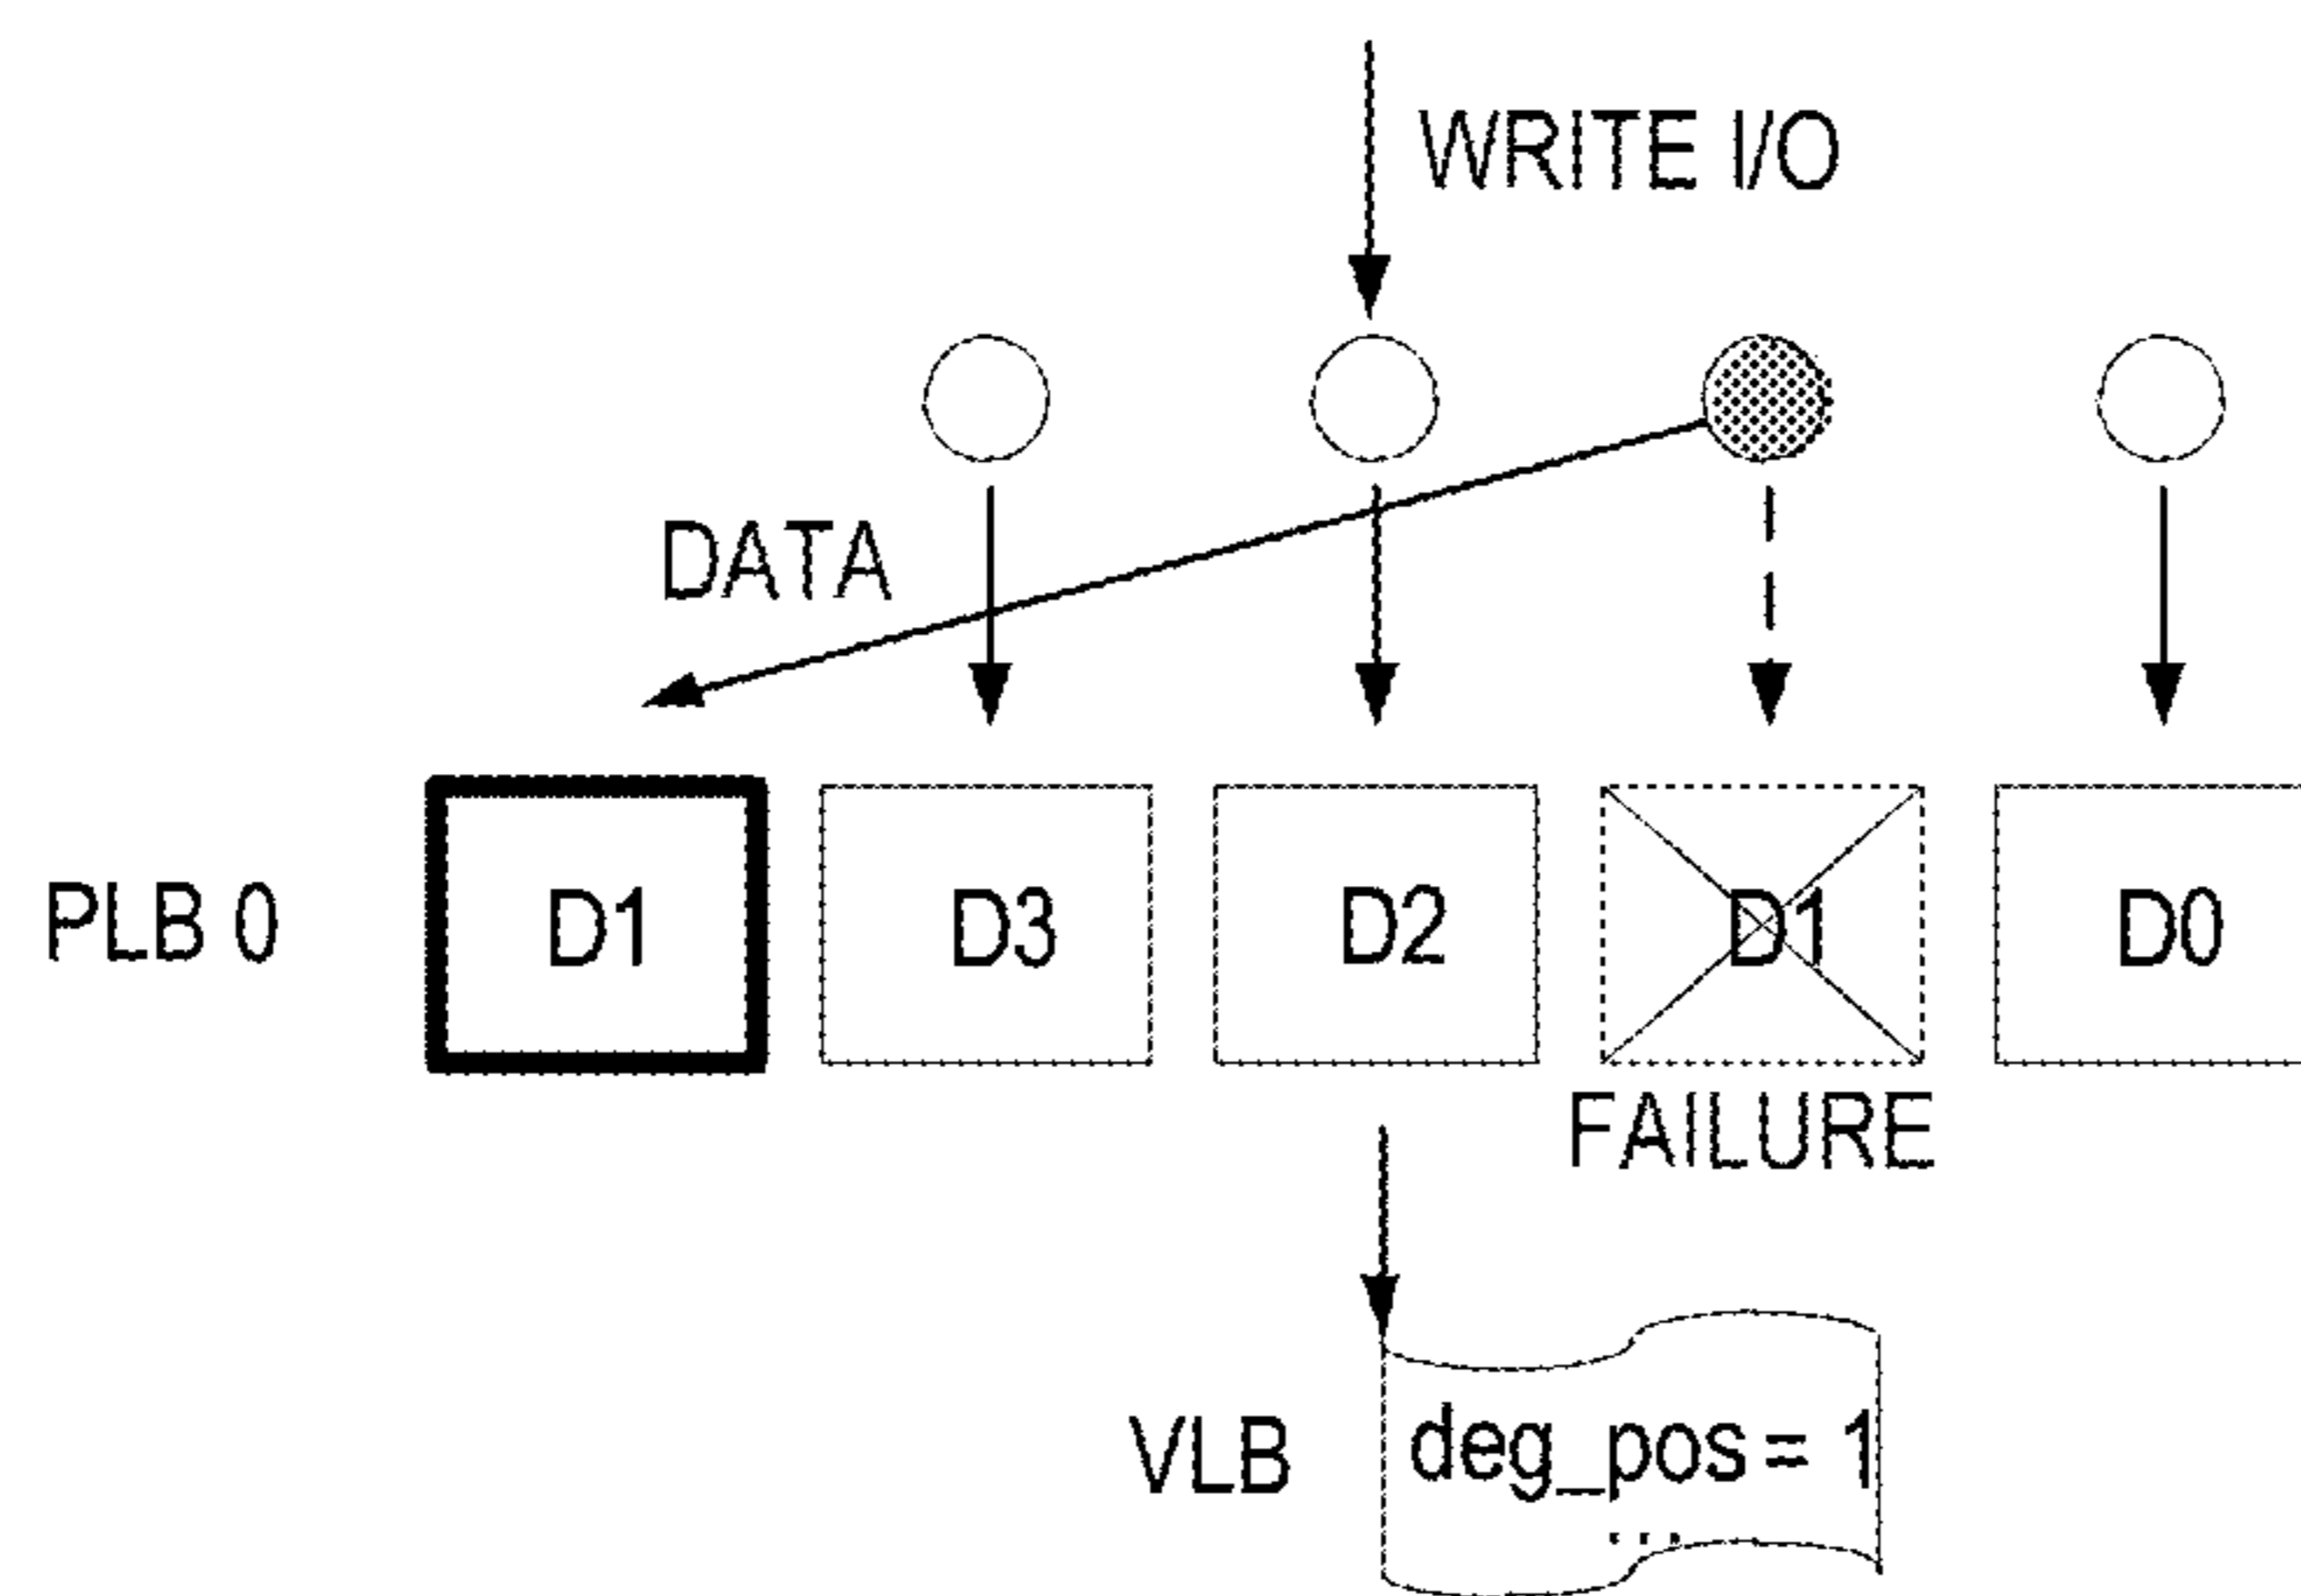 WRITE I/O
DATA
PLB 0 D1 D3 D2 D1 D0
FAILURE
VLB deg_pos = 1
...